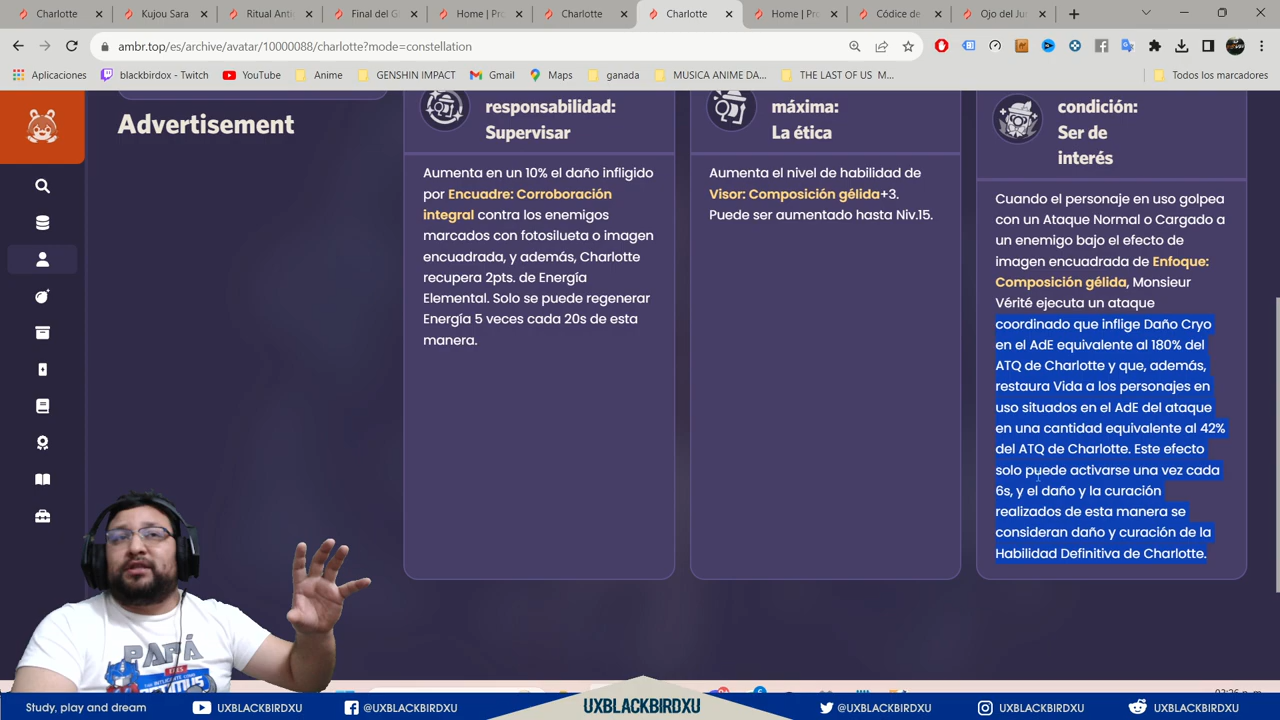 Charlotte
Kujou Sara
Ritual Anti
Final del G
Home | Pro
Charlotte
Charlotte
Home | Pro
Códice de
Ojo del Ju
ambr.top/es/archive/avatar/10000088/charlotte?mode=constellation
Aplicaciones
blackbirdox - Twitch
YouTube
Anime
GENSHIN IMPACT
Gmail
Maps
ganada
MUSICA ANIME DA...
THE LAST OF US M...
Todos los marcadores
Advertisement
responsabilidad:
Supervisar
Aumenta en un 10% el daño infligido
por Encuadre: Corroboración
integral contra los enemigos
marcados con fotosilueta o imagen
encuadrada, y además, Charlotte
recupera 2pts. de Energía
Elemental. Solo se puede regenerar
Energía 5 veces cada 20s de esta
manera.
máxima:
La ética
Aumenta el nivel de habilidad de
Visor: Composición gélida+3.
Puede ser aumentado hasta Niv.15.
condición:
Ser de
interés
Cuando el personaje en uso golpea
con un Ataque Normal o Cargado a
un enemigo bajo el efecto de
imagen encuadrada de Enfoque:
Composición gélida, Monsieur
Vérité ejecuta un ataque
coordinado que inflige Daño Cryo
en el AdE equivalente al 180% del
ATQ de Charlotte y que, además,
restaura Vida a los personajes en
uso situados en el AdE del ataque
en una cantidad equivalente al 42%
del ATQ de Charlotte. Este efecto
solo puede activarse una vez cada
6s, y el daño y la curación
realizados de esta manera se
consideran daño y curación de la
Habilidad Definitiva de Charlotte.
PAPÁ
Study, play and dream
UXBLACKBIRDXU
@UXBLACKBIRDXU
UXBLACKBIRDXU
@UXBLACKBIRDXU
UXBLACKBIRDXU
UXBLACKBIRDXU